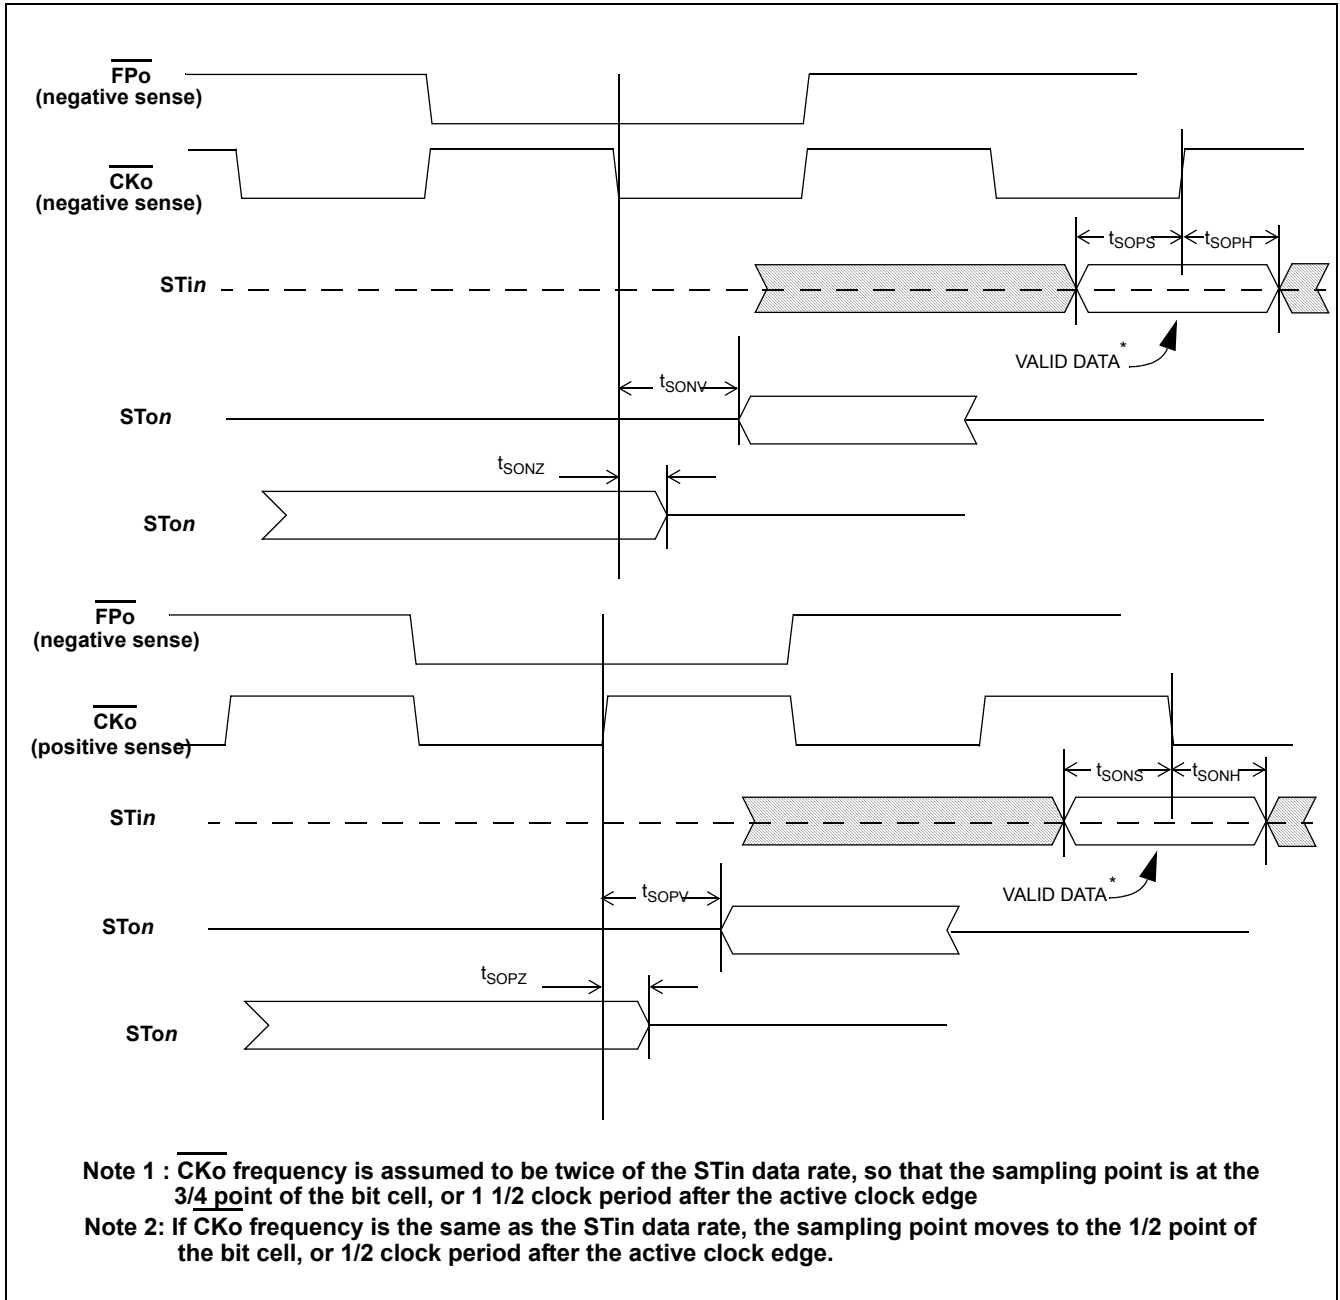 FPo
(negative sense)
CKo
(negative sense)
tSOPS
tSOPH
STin
VALID DATA*
tSONV
STon
tSONZ
STon
FPo
(negative sense)
CKo
(positive sense)
tSONS
tSONH
STin
VALID DATA*
tSOPV
STon
tSOPZ
STon
Note 1 : CKo frequency is assumed to be twice of the STin data rate, so that the sampling point is at the
3/4 point of the bit cell, or 1 1/2 clock period after the active clock edge
Note 2: If CKo frequency is the same as the STin data rate, the sampling point moves to the 1/2 point of
the bit cell, or 1/2 clock period after the active clock edge.